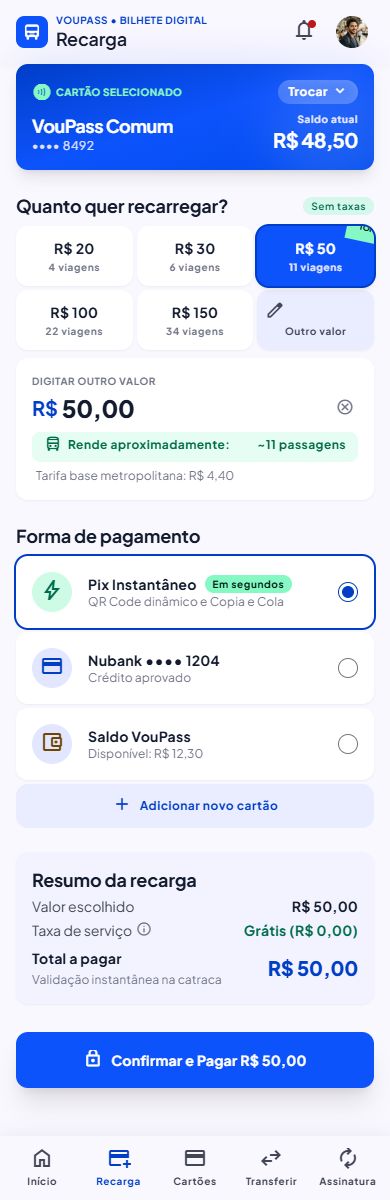 VOUPASS • BILHETE DIGITAL
Recarga
CARTÃO SELECIONADO
Trocar
VouPass Comum
•••• 8492
Saldo atual
R$ 48,50
Quanto quer recarregar?
Sem taxas
R$ 20
4 viagens
R$ 30
6 viagens
R$ 50
11 viagens
R$ 100
22 viagens
R$ 150
34 viagens
Outro valor
DIGITAR OUTRO VALOR
R$ 50,00
Rende aproximadamente: ~11 passagens
Tarifa base metropolitana: R$ 4,40
Forma de pagamento
Pix Instantâneo Em segundos
QR Code dinâmico e Copia e Cola
Nubank •••• 1204
Crédito aprovado
Saldo VouPass
Disponível: R$ 12,30
+ Adicionar novo cartão
Resumo da recarga
Valor escolhido R$ 50,00
Taxa de serviço Grátis (R$ 0,00)
Total a pagar
R$ 50,00
Validação instantânea na catraca
Confirmar e Pagar R$ 50,00
Início
Recarga
Cartões
Transferir
Assinatura